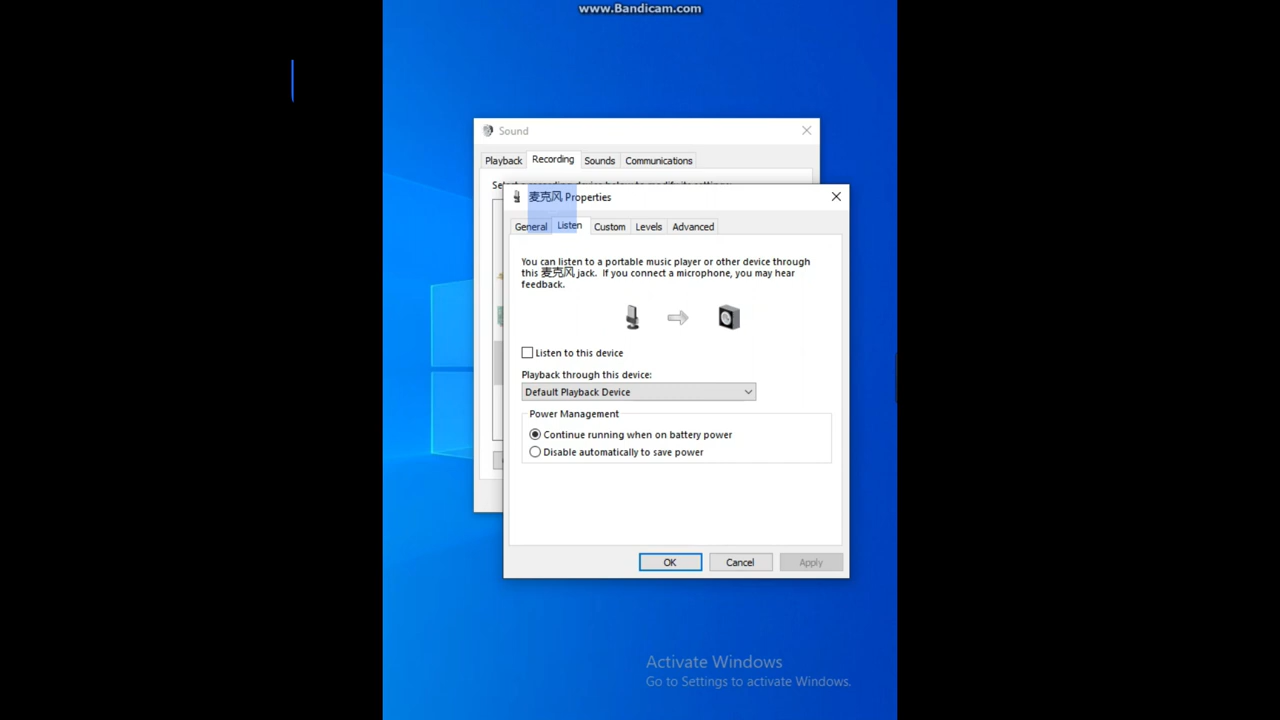 www.Bandicam.com
Sound
Playback Recording Sounds Communications
麦克风 Properties
General Listen Custom Levels Advanced
You can listen to a portable music player or other device through
this 麦克风 jack. If you connect a microphone, you may hear
feedback.
Listen to this device
Playback through this device:
Default Playback Device
Power Management
Continue running when on battery power
Disable automatically to save power
OK Cancel Apply
Activate Windows
Go to Settings to activate Windows.